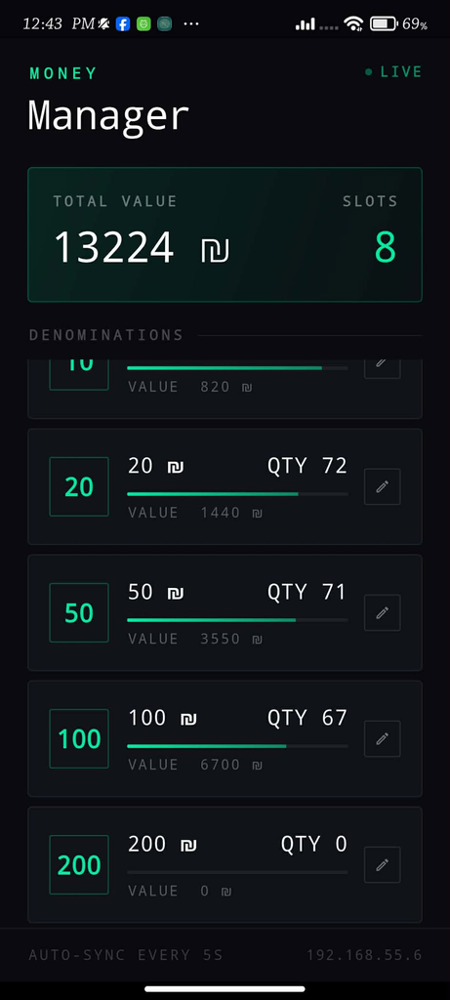 12:43 PM 69%
MONEY
LIVE
Manager
TOTAL VALUE SLOTS
13224 ₪ 8
DENOMINATIONS
10
VALUE 820 ₪
20 ₪ QTY 72
20
VALUE 1440 ₪
50 ₪ QTY 71
50
VALUE 3550 ₪
100 ₪ QTY 67
100
VALUE 6700 ₪
200 ₪ QTY 0
200
VALUE 0 ₪
AUTO-SYNC EVERY 5S 192.168.55.6